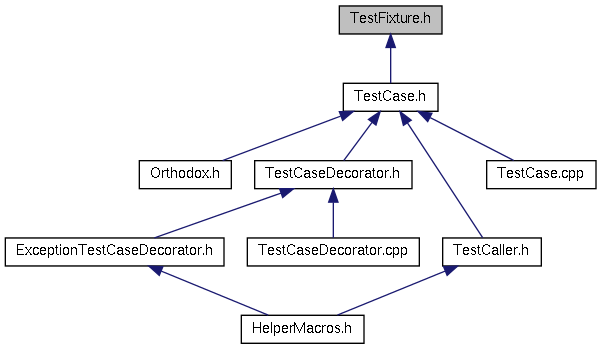 TestFixture.h
TestCase.h
Orthodox.h
TestCaseDecorator.h
TestCase.cpp
ExceptionTestCaseDecorator.h
TestCaseDecorator.cpp
TestCaller.h
HelperMacros.h